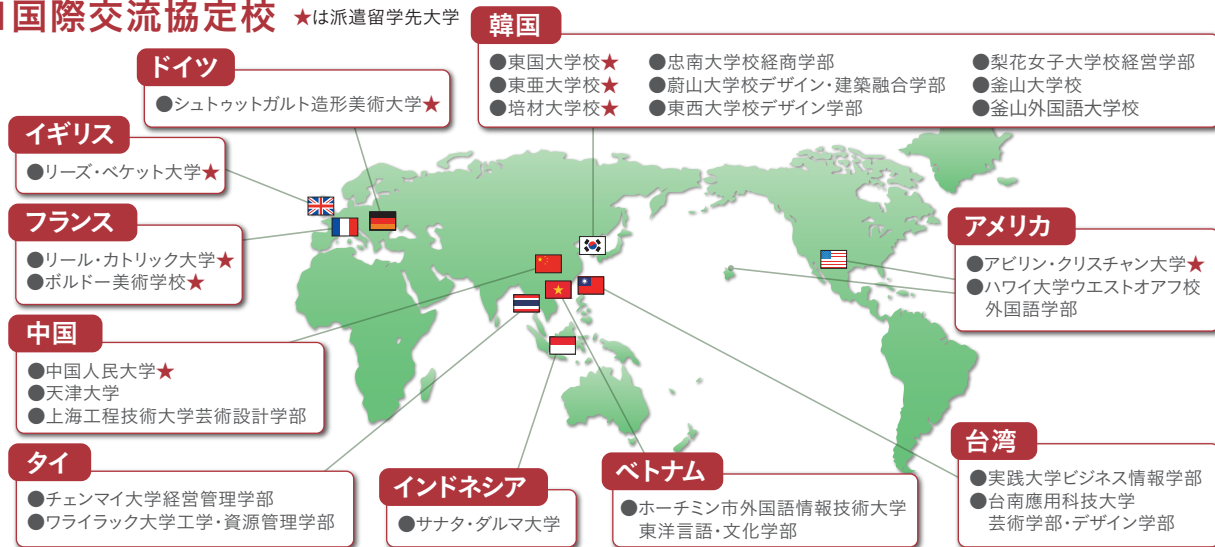 国際交流協定校 ★は派遣留学先大学
韓国
●東国大学校★
●東亜大学校★
●培材大学校★
●忠南大学校経商学部
●蔚山大学校デザイン・建築融合学部
●東西大学校デザイン学部
●梨花女子大学校経営学部
●釜山大学校
●釜山外国語大学校
ドイツ
●シュトゥットガルト造形美術大学★
イギリス
●リーズ・ベケット大学★
フランス
●リール・カトリック大学★
●ボルドー美術学校★
アメリカ
●アビリン・クリスチャン大学★
●ハワイ大学ウエストオアフ校
外国語学部
中国
●中国人民大学★
●天津大学
●上海工程技術大学芸術設計学部
タイ
●チェンマイ大学経営管理学部
●ワライラック大学工学・資源管理学部
インドネシア
●サナタ・ダルマ大学
ベトナム
●ホーチミン市外国語情報技術大学
東洋言語・文化学部
台湾
●実践大学ビジネス情報学部
●台南應用科技大学
芸術学部・デザイン学部